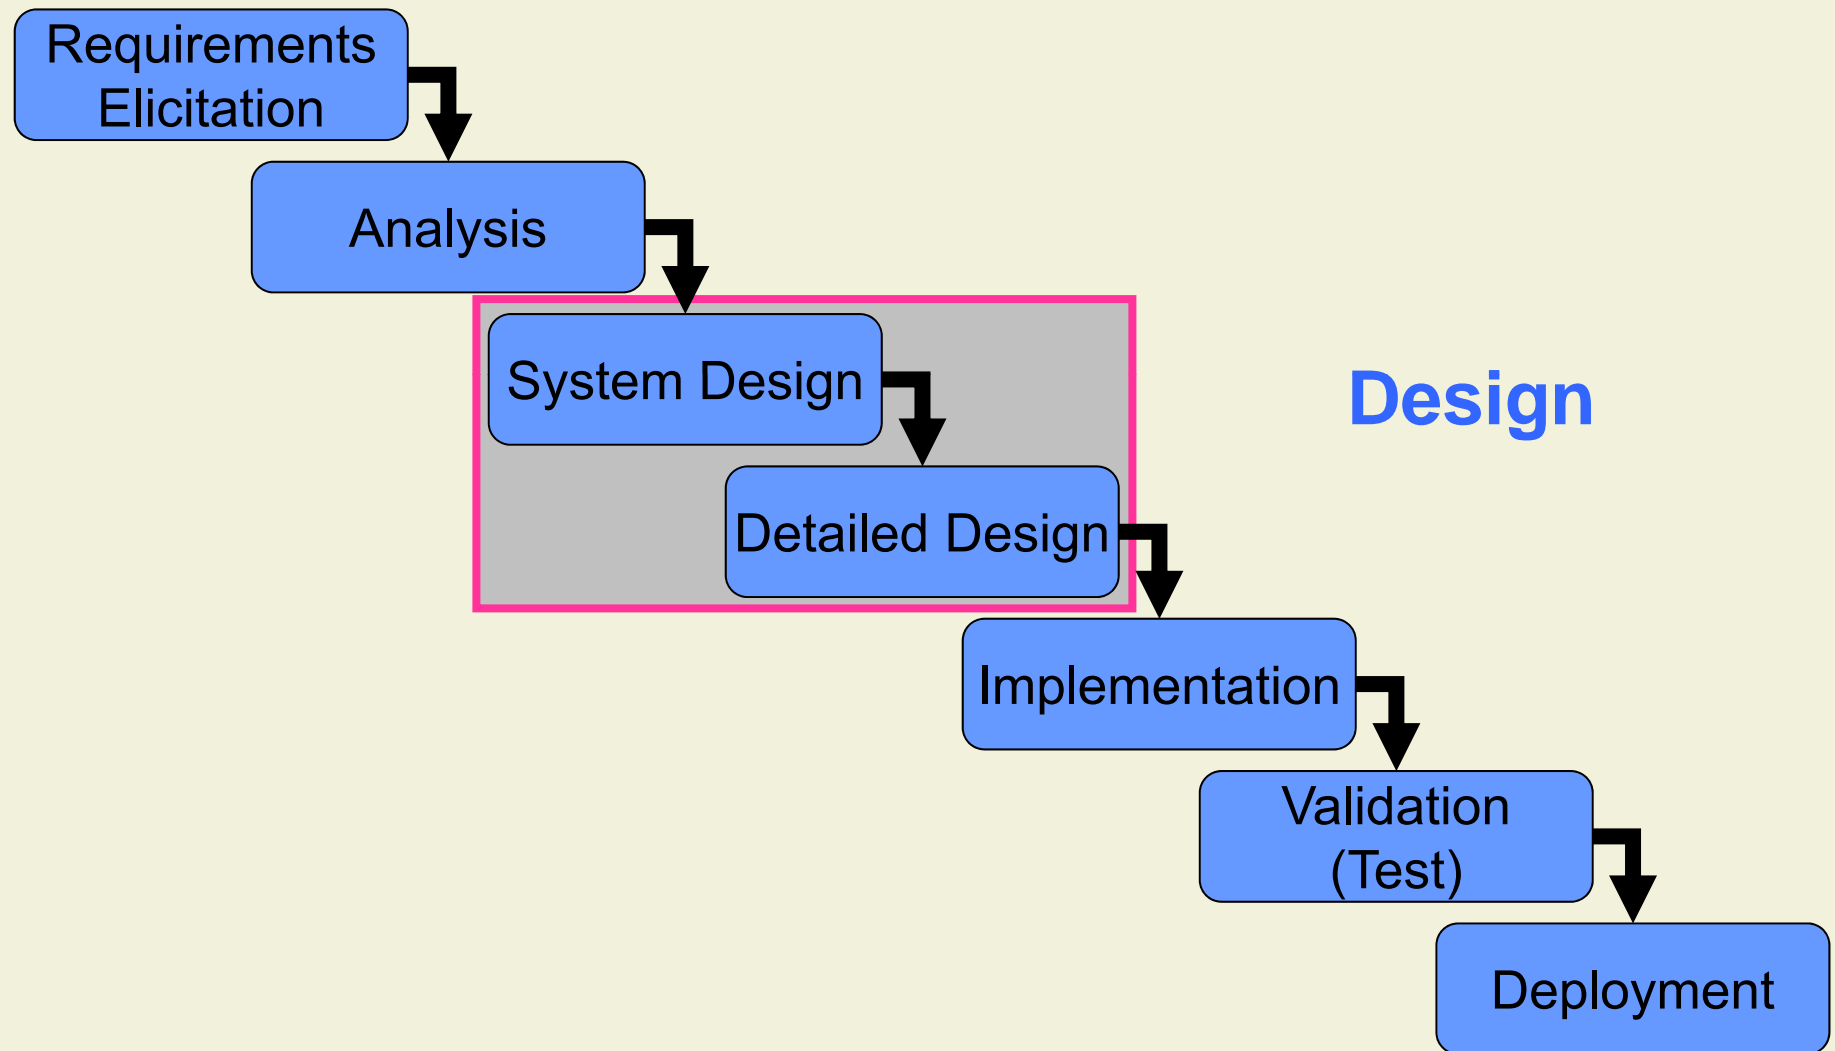 Requirements
Elicitation
Analysis
System Design
Design
Detailed Design
Implementation
Validation
(Test)
Deployment